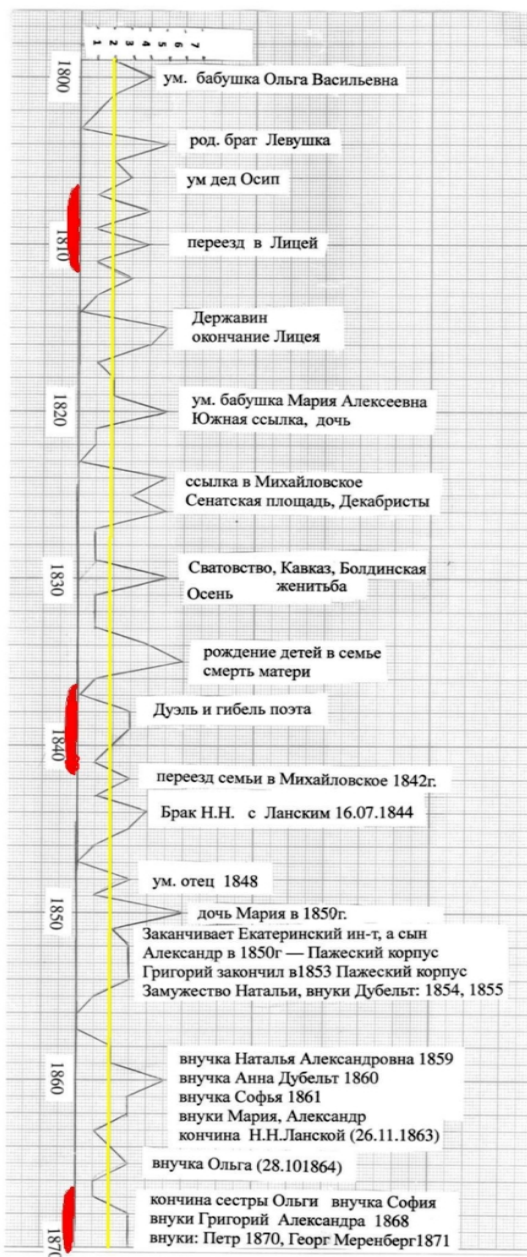 1 2 3 4 5 6 7
1800
ум. бабушка Ольга Васильевна
род. брат Левушка
ум дед Осип
1810
переезд в Лицей
Державин
окончание Лицея
1820
ум. бабушка Мария Алексеевна
Южная ссылка, дочь
ссылка в Михайловское
Сенатская площадь, Декабристы
1830
Сватовство, Кавказ, Болдинская
Осень женитьба
рождение детей в семье
смерть матери
Дуэль и гибель поэта
1840
переезд семьи в Михайловское 1842г.
Брак Н.Н. с Ланским 16.07.1844
ум. отец 1848
1850
дочь Мария в 1850г.
Заканчивает Екатеринский ин-т, а сын
Александр в 1850г — Пажеский корпус
Григорий закончил в1853 Пажеский корпус
Замужество Натальи, внуки Дубельт: 1854, 1855
1860
внучка Наталья Александровна 1859
внучка Анна Дубельт 1860
внучка Софья 1861
внуки Мария, Александр
кончина Н.Н.Ланской (26.11.1863)
внучка Ольга (28.101864)
1870
кончина сестры Ольги внучка София
внуки Григорий Александра 1868
внуки: Петр 1870, Георг Меренберг1871